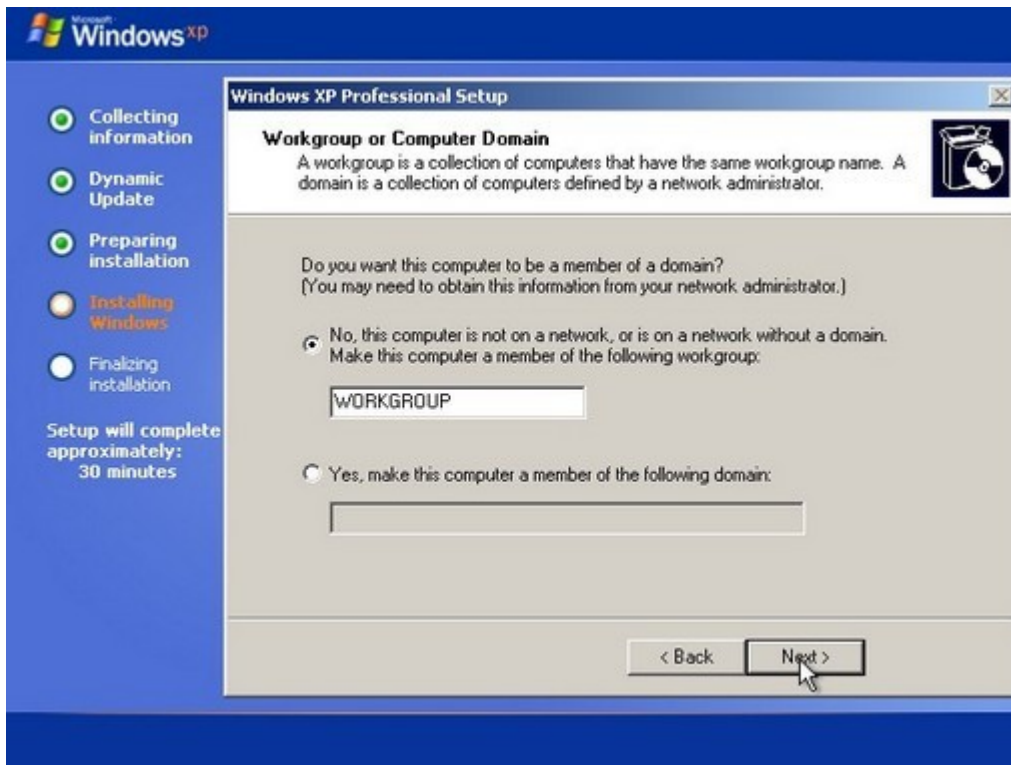 Microsoft
Windows xp
Collecting
information
Dynamic
Update
Preparing
installation
Installing
Windows
Finalizing
installation
Setup will complete
approximately:
30 minutes
Windows XP Professional Setup
Workgroup or Computer Domain
A workgroup is a collection of computers that have the same workgroup name. A
domain is a collection of computers defined by a network administrator.
Do you want this computer to be a member of a domain?
(You may need to obtain this information from your network administrator.)
No, this computer is not on a network, or is on a network without a domain.
Make this computer a member of the following workgroup:
WORKGROUP
Yes, make this computer a member of the following domain:
< Back
Next >